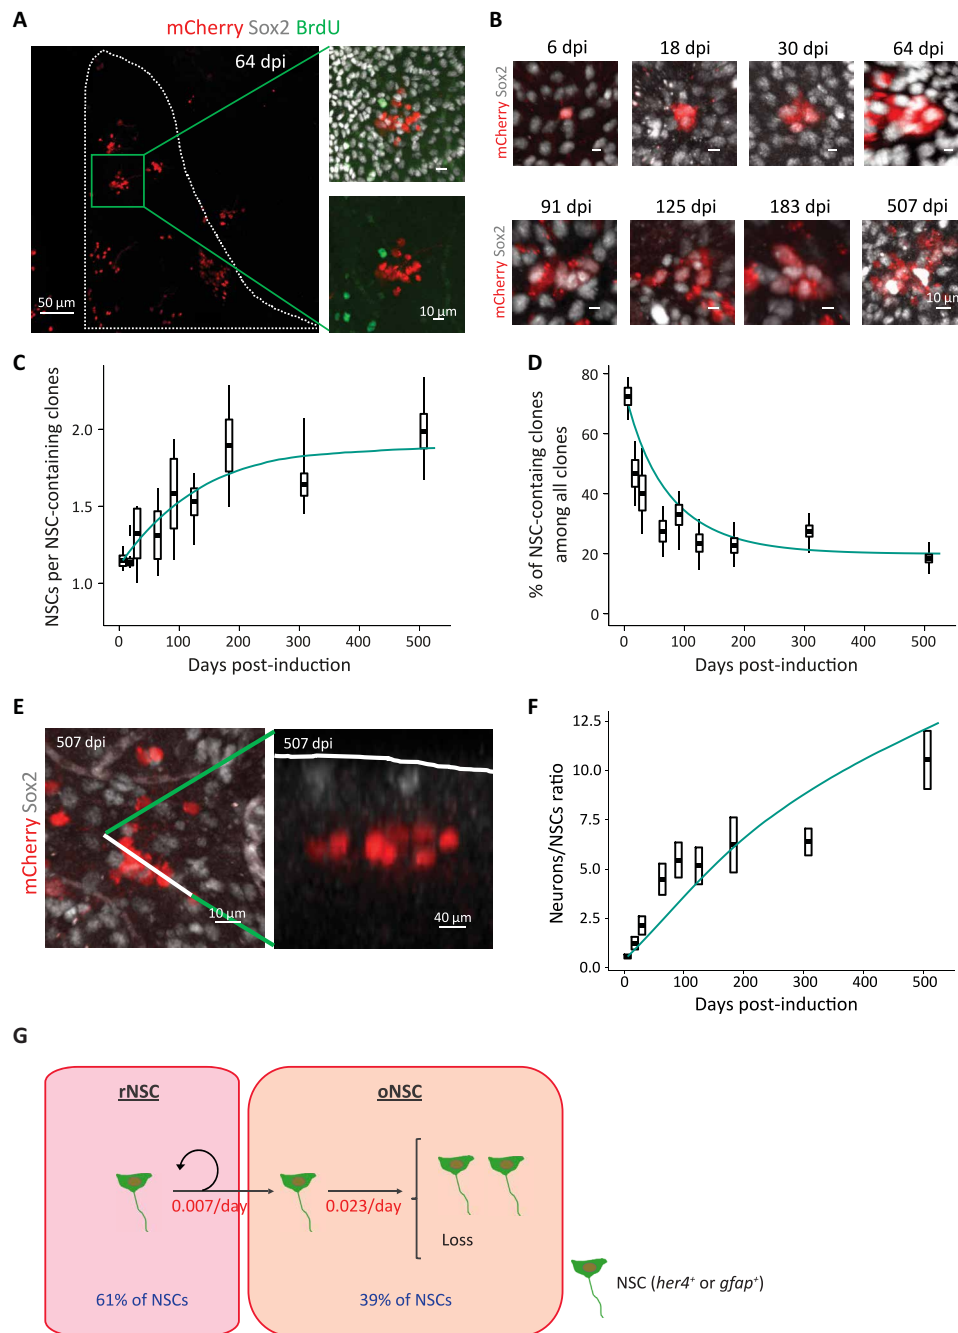 A
mCherry Sox2 BrdU
64 dpi
50 µm
10 µm
B
6 dpi
18 dpi
30 dpi
64 dpi
mCherry Sox2
91 dpi
125 dpi
183 dpi
507 dpi
mCherry Sox2
10 µm
C
NSCs per NSC-containing clones
2.0
1.5
1.0
0
100
200
300
400
500
Days post-induction
D
% of NSC-containg clones
among all clones
80
60
40
20
0
0
100
200
300
400
500
Days post-induction
E
mCherry Sox2
507 dpi
10 µm
507 dpi
40 µm
F
Neurons/NSCs ratio
12.5
10.0
7.5
5.0
2.5
0.0
0
100
200
300
400
500
Days post-induction
G
rNSC
oNSC
0.007/day
0.023/day
Loss
61% of NSCs
39% of NSCs
NSC (her4⁺ or gfap⁺)